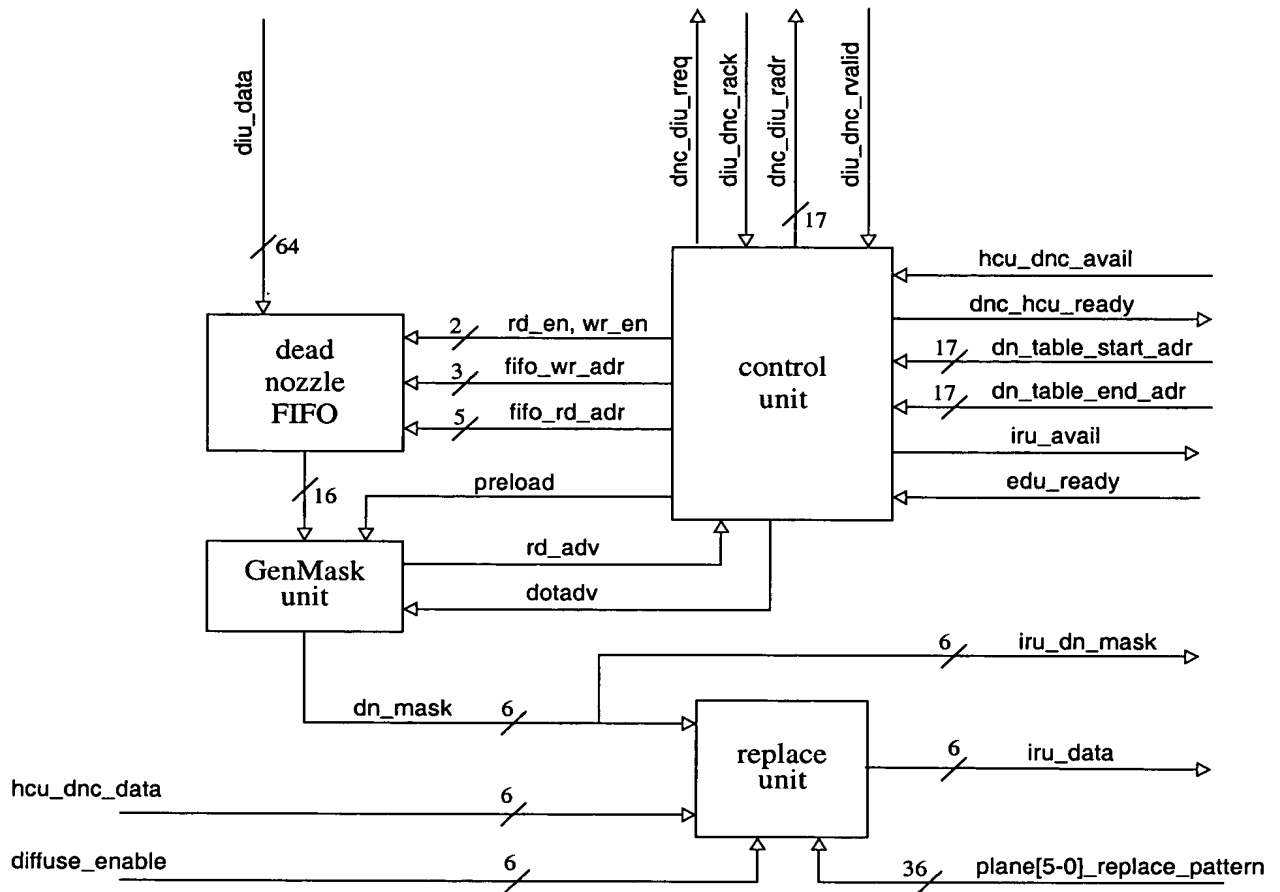 diu_data
dnc_diu_rreq
diu_dnc_rack
dnc_diu_radr
diu_dnc_rvalid
17
64
hcu_dnc_avail
dnc_hcu_ready
17 dn_table_start_adr
17 dn_table_end_adr
iru_avail
edu_ready
dead
nozzle
FIFO
2 rd_en, wr_en
3 fifo_wr_adr
5 fifo_rd_adr
control
unit
16
preload
GenMask
unit
rd_adv
dotadv
6 iru_dn_mask
dn_mask 6
replace
unit
6 iru_data
hcu_dnc_data 6
diffuse_enable 6
36 plane[5-0]_replace_pattern